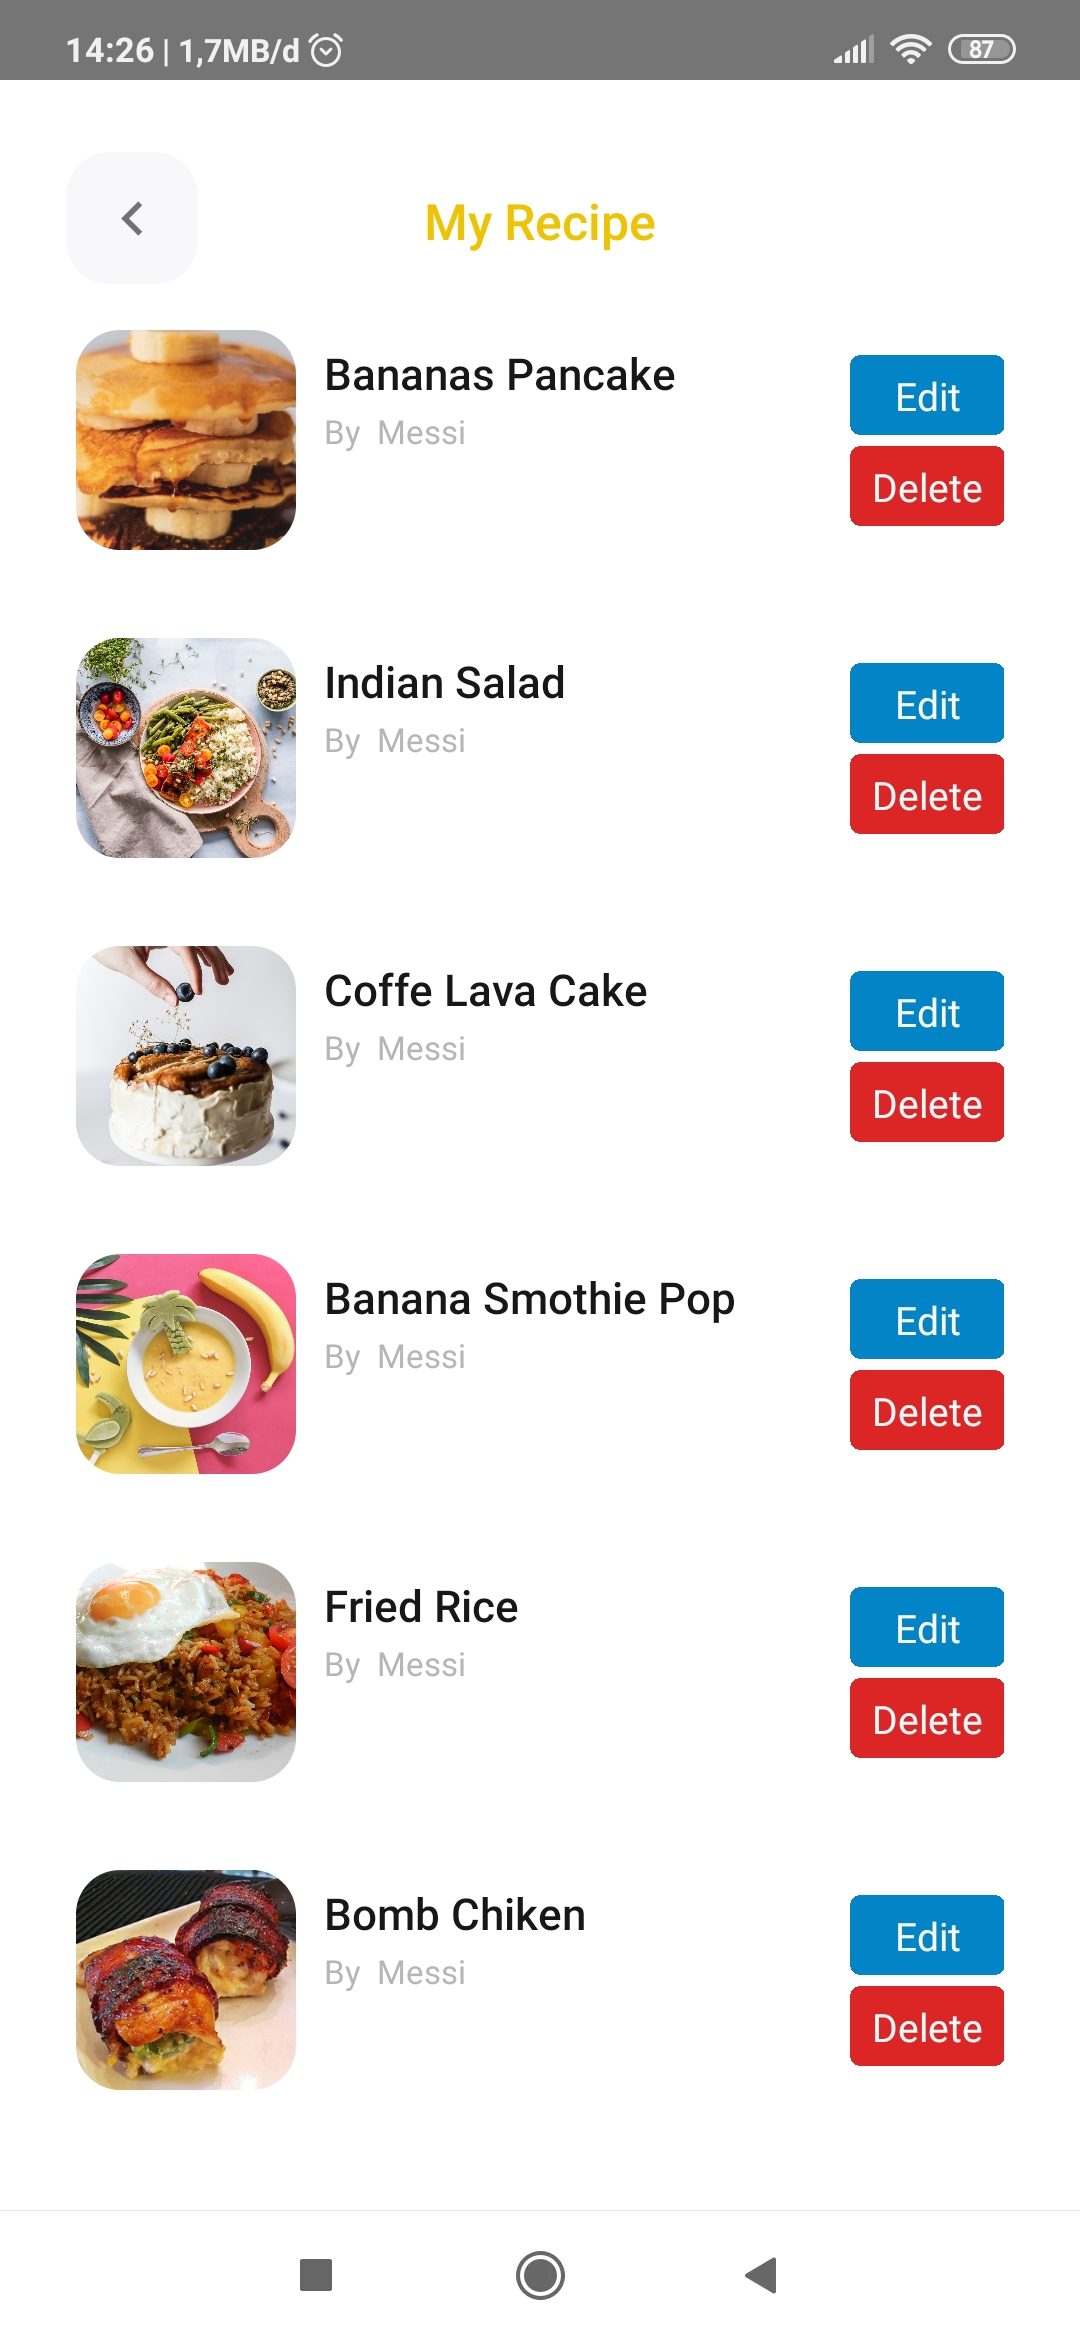 14:26 | 1,7MB/d
87
My Recipe
Bananas Pancake
By Messi
Edit
Delete
Indian Salad
By Messi
Edit
Delete
Coffe Lava Cake
By Messi
Edit
Delete
Banana Smothie Pop
By Messi
Edit
Delete
Fried Rice
By Messi
Edit
Delete
Bomb Chiken
By Messi
Edit
Delete